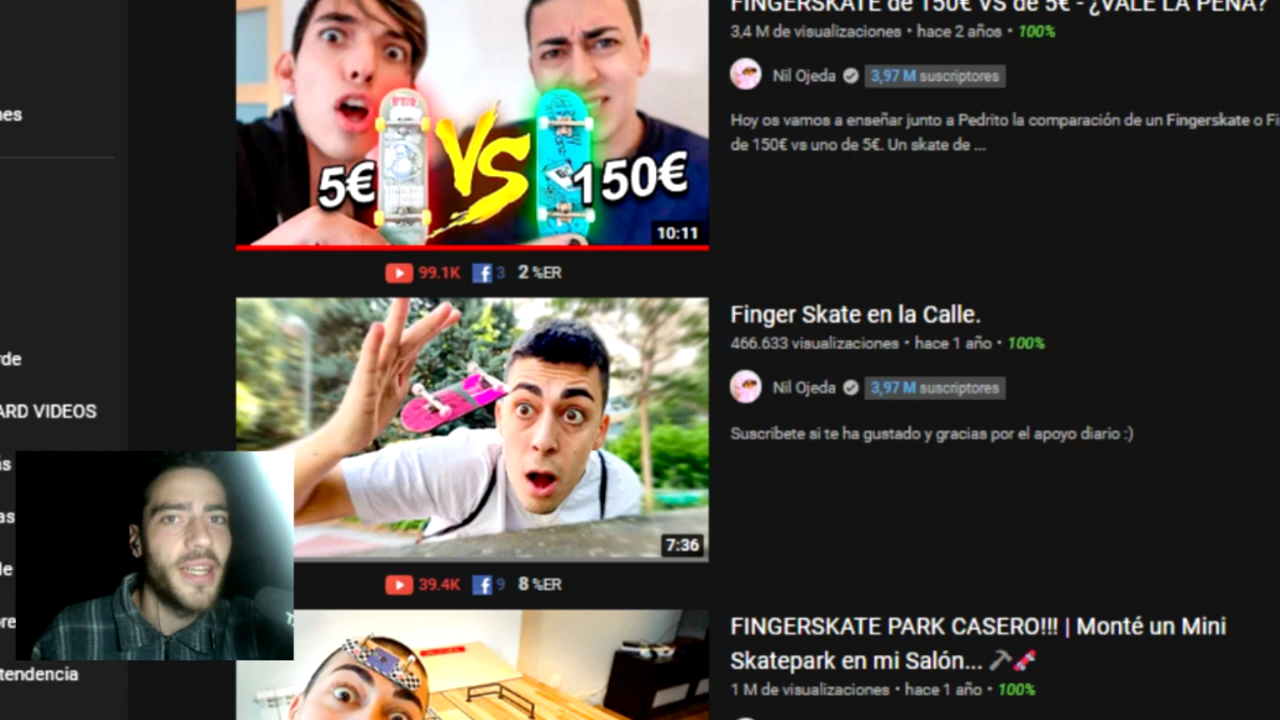 FINGERSKATE de 150€ VS de 5€ - ¿VALE LA PENA?
3,4 M de visualizaciones • hace 2 años • 100%
Nil Ojeda
3,97 M suscriptores
Hoy os vamos a enseñar junto a Pedrito la comparación de un Fingerskate o Fi
de 150€ vs uno de 5€. Un skate de ...
5€ VS 150€
10:11
99.1K 3 2 %ER
Finger Skate en la Calle.
466.633 visualizaciones • hace 1 año • 100%
Nil Ojeda
3,97 M suscriptores
Suscribete si te ha gustado y gracias por el apoyo diario :)
7:36
39.4K 9 8 %ER
FINGERSKATE PARK CASERO!!! | Monté un Mini
Skatepark en mi Salón...
1 M de visualizaciones • hace 1 año • 100%
nes
rde
ARD VIDEOS
ás
as
de
re
tendencia